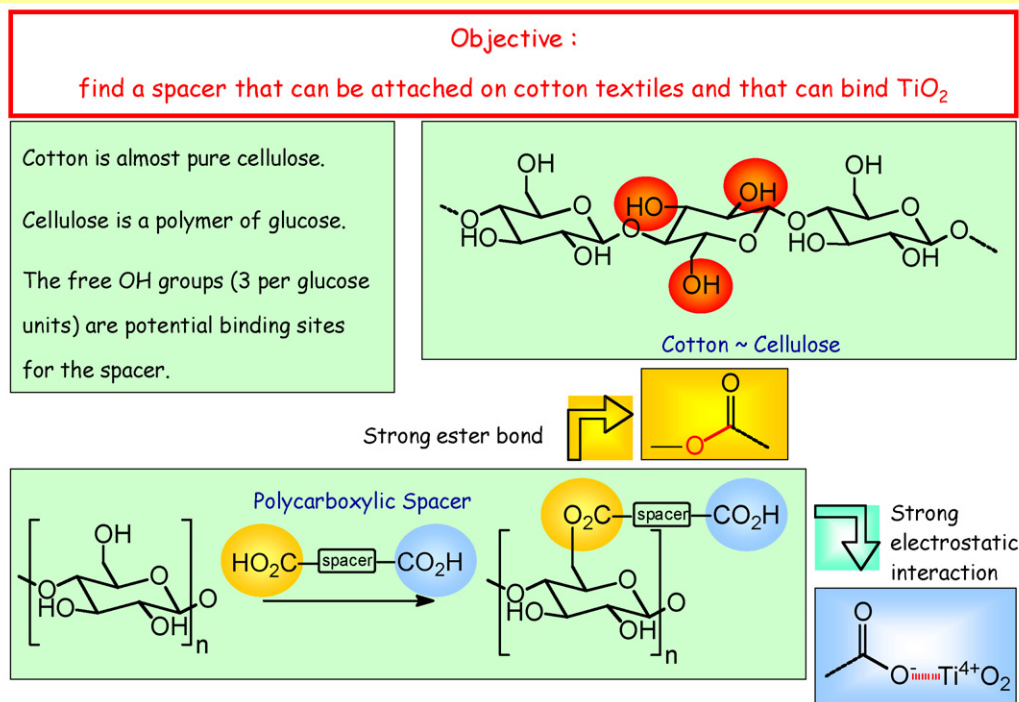 Objective :
find a spacer that can be attached on cotton textiles and that can bind TiO₂
Cotton is almost pure cellulose.
Cellulose is a polymer of glucose.
The free OH groups (3 per glucose
units) are potential binding sites
for the spacer.
OH
OH
HO
OH
O
O
O
O
O
O
O
HO
OH
HO
OH
OH
Cotton ~ Cellulose
Strong ester bond
O
O
Polycarboxylic Spacer
OH
O
O
HO
OH
O
n
HO₂C
spacer
CO₂H
O₂C
spacer
CO₂H
O
O
HO
OH
O
n
Strong
electrostatic
interaction
O
O⁻ Ti⁴⁺O₂